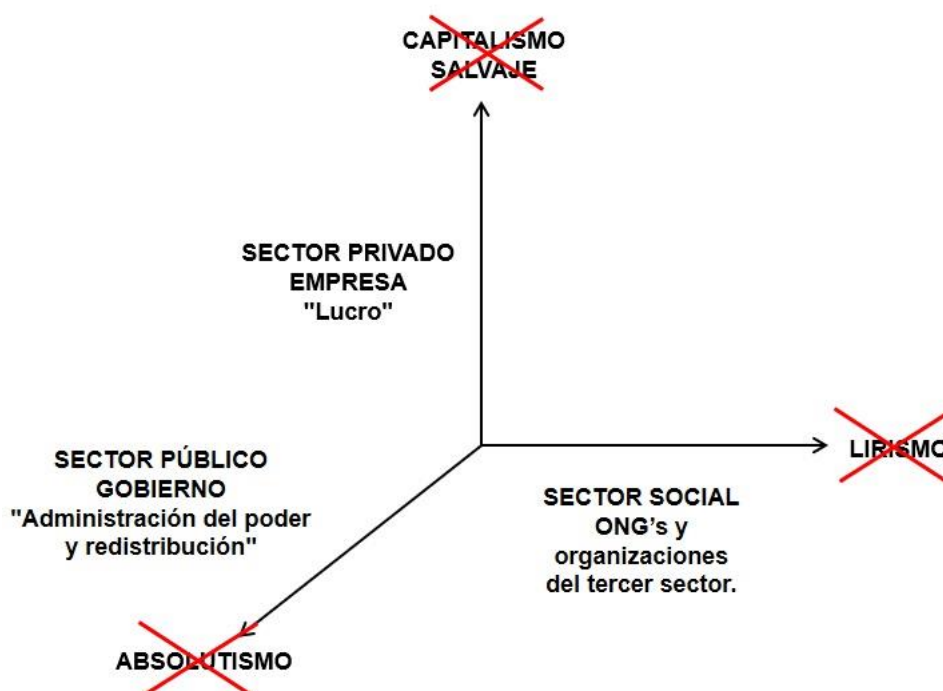 CAPITALISMO
SALVAJE
SECTOR PRIVADO
EMPRESA
"Lucro"
LIRISMO
SECTOR PÚBLICO
GOBIERNO
"Administración del poder
y redistribución"
SECTOR SOCIAL
ONG’s y
organizaciones
del tercer sector.
ABSOLUTISMO